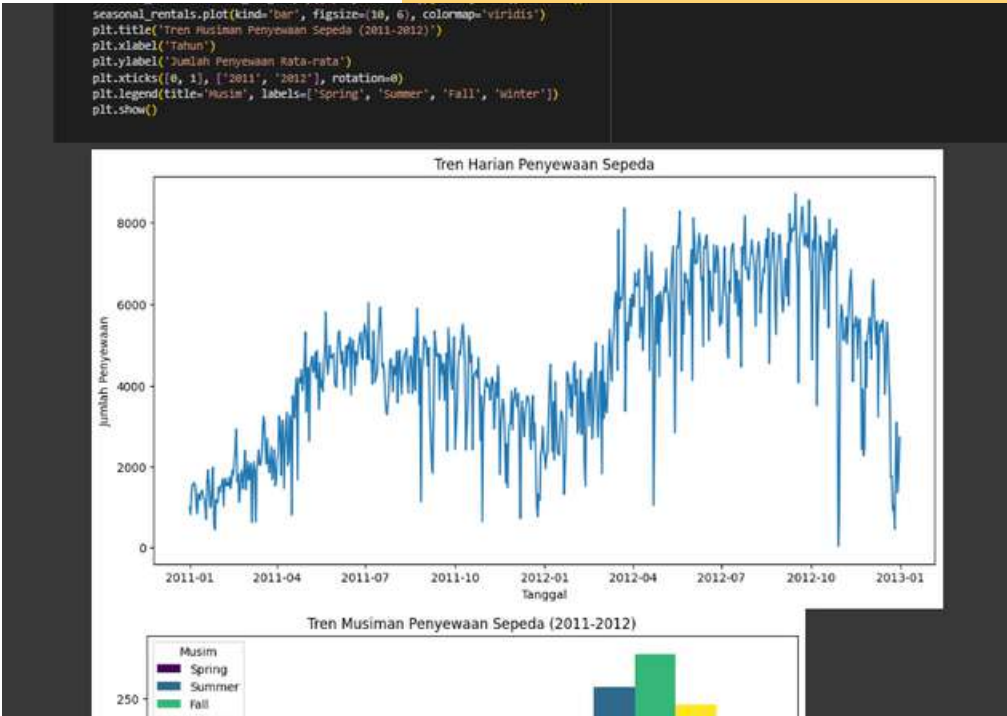 seasonal_rentals.plot(kind='bar', figsize=(10, 6), colormap='viridis')
plt.title('Tren Musiman Penyewaan Sepeda (2011-2012)')
plt.xlabel('Tahun')
plt.ylabel('Jumlah Penyewaan Rata-rata')
plt.xticks([0, 1], ['2011', '2012'], rotation=0)
plt.legend(title='Musim', labels=['Spring', 'Summer', 'Fall', 'Winter'])
plt.show()
Tren Harian Penyewaan Sepeda
8000
6000
4000
2000
0
Jumlah Penyewaan
2011-01 2011-04 2011-07 2011-10 2012-01 2012-04 2012-07 2012-10 2013-01
Tanggal
Tren Musiman Penyewaan Sepeda (2011-2012)
Musim
Spring
Summer
Fall
250